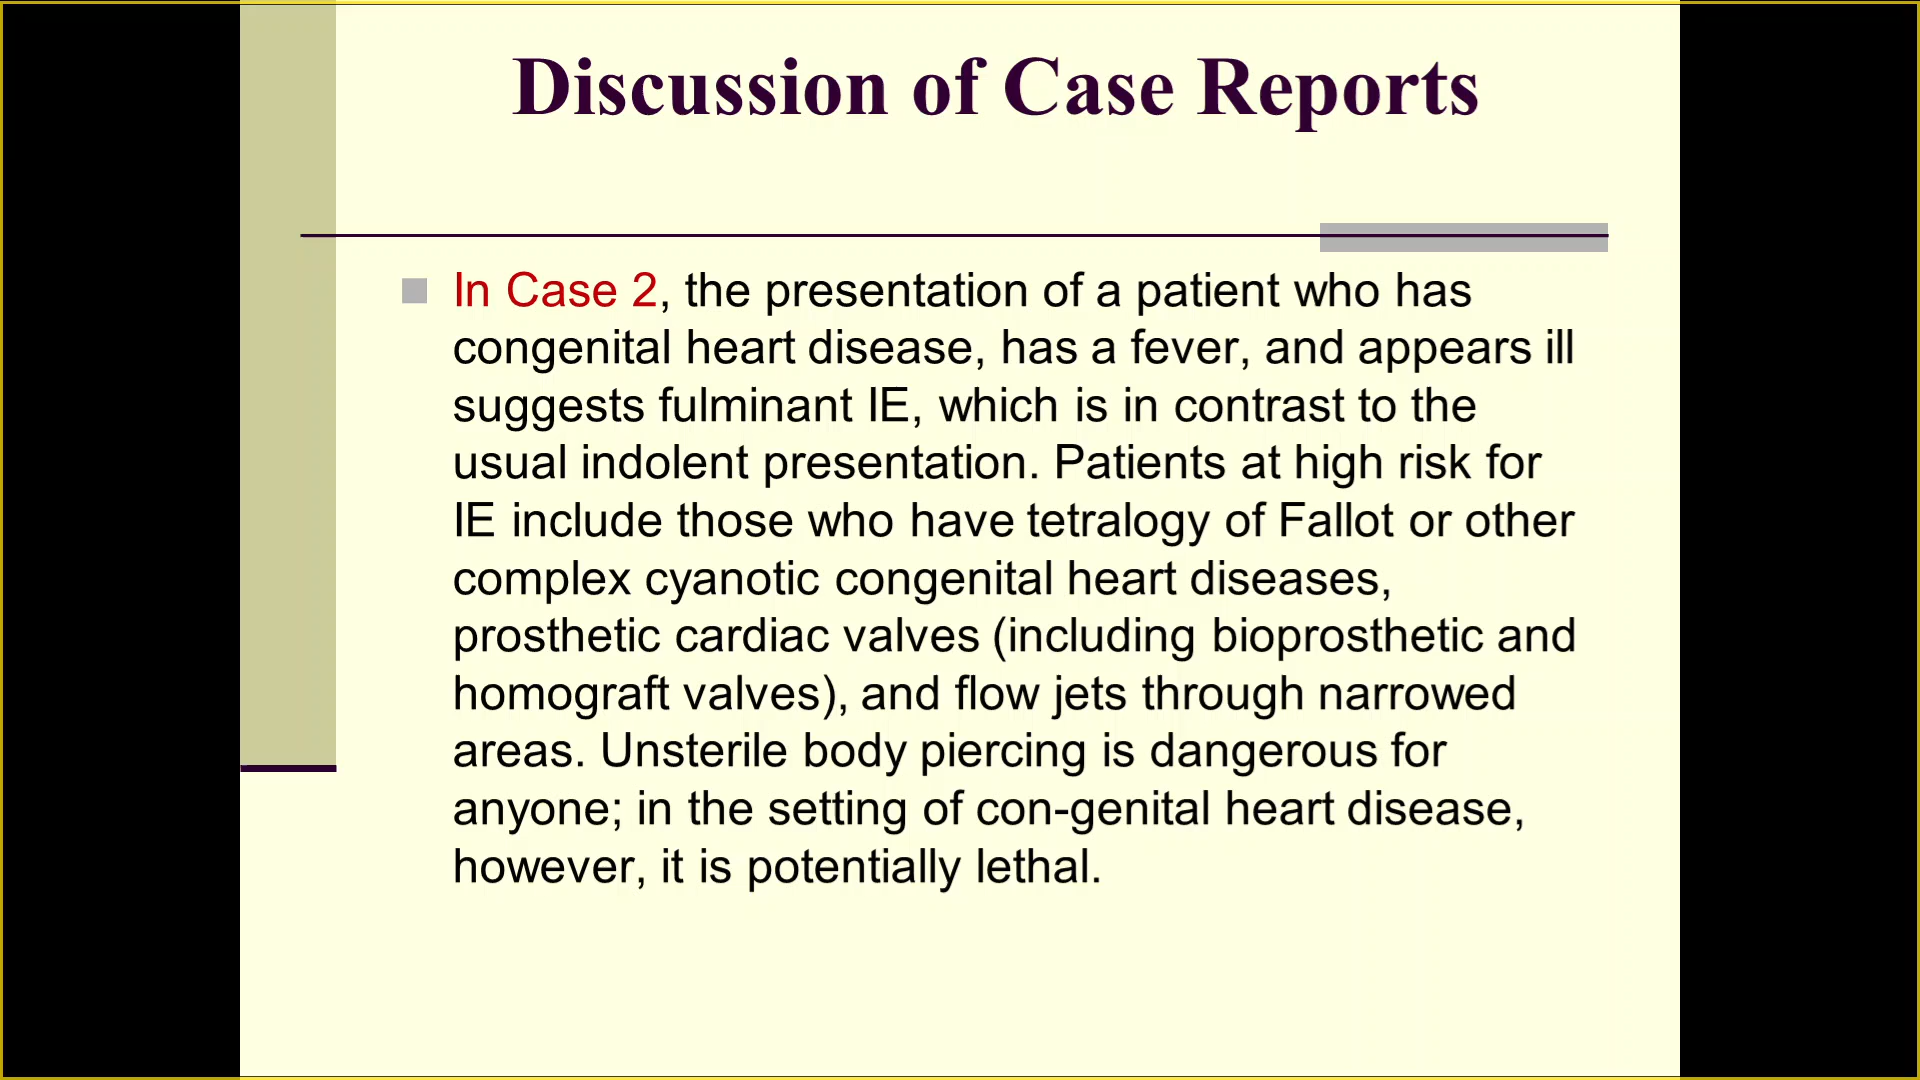 Discussion of Case Reports
In Case 2, the presentation of a patient who has
congenital heart disease, has a fever, and appears ill
suggests fulminant IE, which is in contrast to the
usual indolent presentation. Patients at high risk for
IE include those who have tetralogy of Fallot or other
complex cyanotic congenital heart diseases,
prosthetic cardiac valves (including bioprosthetic and
homograft valves), and flow jets through narrowed
areas. Unsterile body piercing is dangerous for
anyone; in the setting of con-genital heart disease,
however, it is potentially lethal.